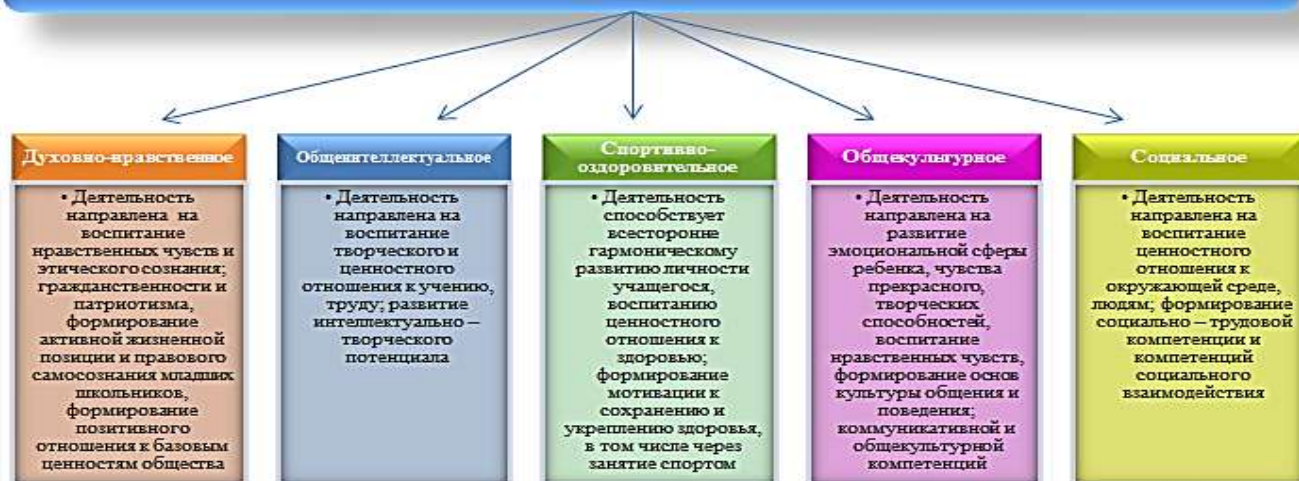 Духовно-нравственное
• Деятельность
направлена на
воспитание
нравственных чувств и
этического сознания;
гражданственности и
патриотизма,
формирование
активной жизненной
позиции и правового
самосознания младших
школьников,
формирование
позитивного
отношения к базовым
ценностям общества
Общеинтеллектуальное
• Деятельность
направлена на
воспитание
творческого и
ценностного
отношения к учению,
труду; развитие
интеллектуально –
творческого
потенциала
Спортивно-
оздоровительное
• Деятельность
способствует
всесторонне
гармоническому
развитию личности
учащегося,
воспитанию
ценностного
отношения к
здоровью;
формирование
мотивации к
сохранению и
укреплению здоровья,
в том числе через
занятие спортом
Общекультурное
• Деятельность
направлена на
развитие
эмоциональной сферы
ребенка, чувства
прекрасного,
творческих
способностей,
воспитание
нравственных чувств,
формирование основ
культуры общения и
поведения;
коммуникативной и
общекультурной
компетенций
Социальное
• Деятельность
направлена на
воспитание
ценностного
отношения к
окружающей среде,
людям; формирование
социально – трудовой
компетенции и
компетенций
социального
взаимодействия